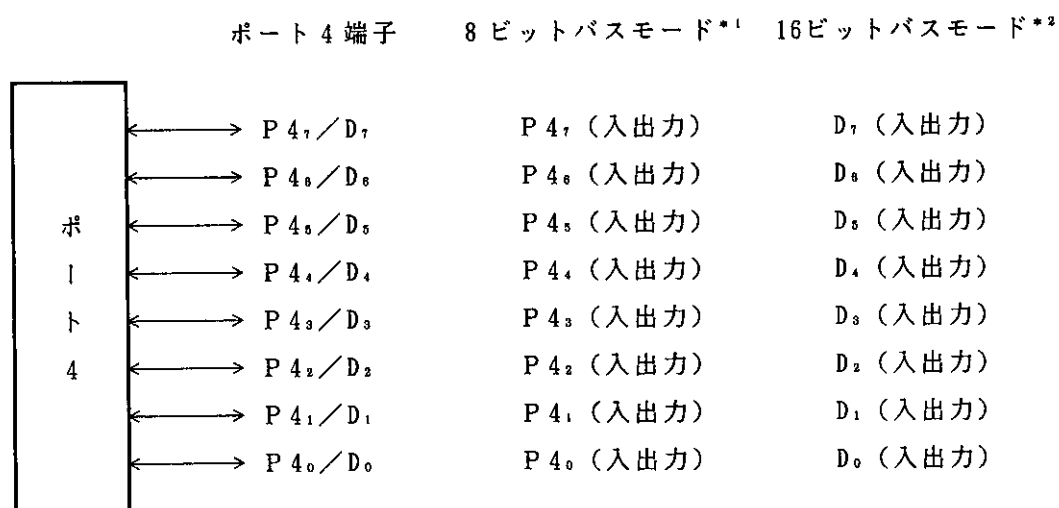 ポート4端子　8ビットバスモード*1　16ビットバスモード*2
P4₇／D₇　P4₇（入出力）　D₇（入出力）
P4₆／D₆　P4₆（入出力）　D₆（入出力）
P4₅／D₅　P4₅（入出力）　D₅（入出力）
P4₄／D₄　P4₄（入出力）　D₄（入出力）
P4₃／D₃　P4₃（入出力）　D₃（入出力）
P4₂／D₂　P4₂（入出力）　D₂（入出力）
P4₁／D₁　P4₁（入出力）　D₁（入出力）
P4₀／D₀　P4₀（入出力）　D₀（入出力）
ポート4